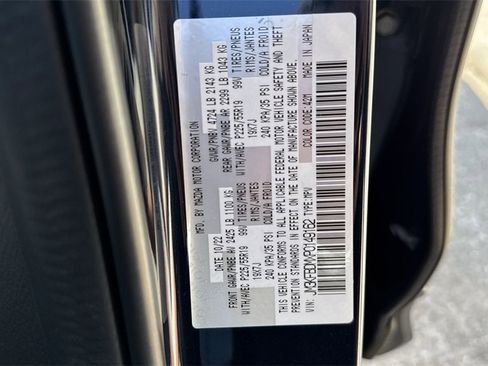 MFD. BY MAZDA MOTOR CORPORATION
DATE: 10/22 GVWR/PNBV 4724 LB 2143 KG
FRONT GAWR/PNBE AV 2425 LB 1100 KG REAR GAWR/PNBE AR 2299 LB 1043 KG
WITH/AVEC P225/55R19 99V TIRES/PNEUS WITH/AVEC P225/55R19 99V TIRES/PNEUS
19X7J RIMS/JANTES 19X7J RIMS/JANTES
240 KPA/35 PSI COLD/A FROID 240 KPA/35 PSI COLD/A FROID
THIS VEHICLE CONFORMS TO ALL APPLICABLE FEDERAL MOTOR VEHICLE SAFETY AND THEFT
PREVENTION STANDARDS IN EFFECT ON THE DATE OF MANUFACTURE SHOWN ABOVE.
VIN: TYPE:MPV COLOR CODE:42M MADE IN JAPAN